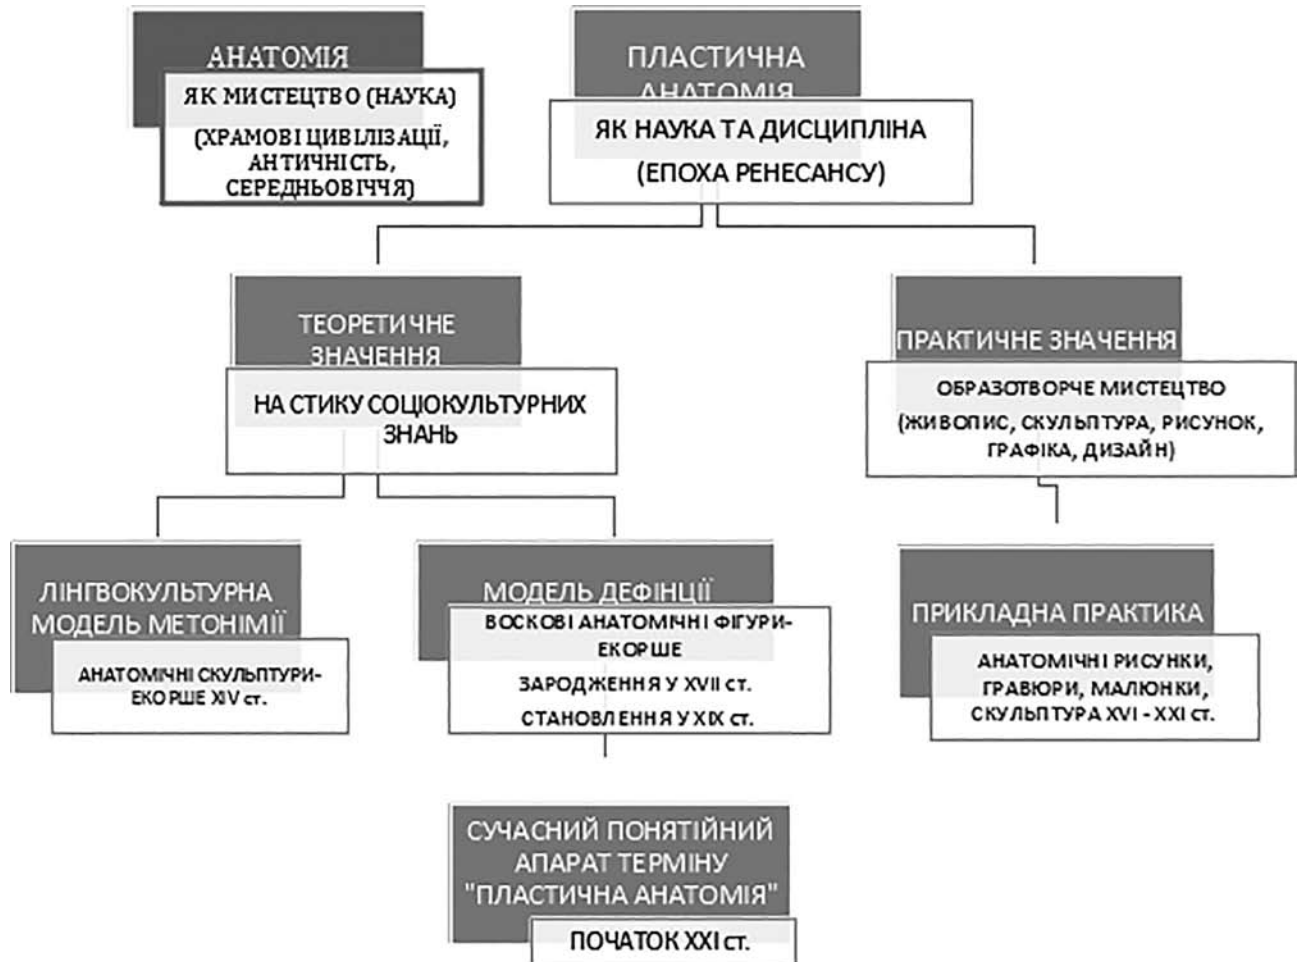 АНАТОМІЯ
ЯК МИСТЕЦТВО (НАУКА)
(ХРАМОВІ ЦИВІЛІЗАЦІЇ,
АНТИЧНІСТЬ,
СЕРЕДНЬОВІЧЧЯ)
ПЛАСТИЧНА
АНАТОМІЯ
ЯК НАУКА ТА ДИСЦИПЛІНА
(ЕПОХА РЕНЕСАНСУ)
ТЕОРЕТИЧНЕ
ЗНАЧЕННЯ
НА СТИКУ СОЦІОКУЛЬТУРНИХ
ЗНАНЬ
ПРАКТИЧНЕ ЗНАЧЕННЯ
ОБРАЗОТВОРЧЕ МИСТЕЦТВО
(ЖИВОПИС, СКУЛЬПТУРА, РИСУНОК,
ГРАФІКА, ДИЗАЙН)
ЛІНГВОКУЛЬТУРНА
МОДЕЛЬ МЕТОНІМІЇ
АНАТОМІЧНІ СКУЛЬПТУРИ-
ЕКОРШЕ XIV ст.
МОДЕЛЬ ДЕФІНЦІЇ
ВОСКОВІ АНАТОМІЧНІ ФІГУРИ-
ЕКОРШЕ
ЗАРОДЖЕННЯ У XVII ст.
СТАНОВЛЕННЯ У XIX ст.
ПРИКЛАДНА ПРАКТИКА
АНАТОМІЧНІ РИСУНКИ,
ГРАВЮРИ, МАЛЮНКИ,
СКУЛЬПТУРА XVI - XXI ст.
СУЧАСНИЙ ПОНЯТІЙНИЙ
АПАРАТ ТЕРМІНУ
"ПЛАСТИЧНА АНАТОМІЯ"
ПОЧАТОК XXI ст.